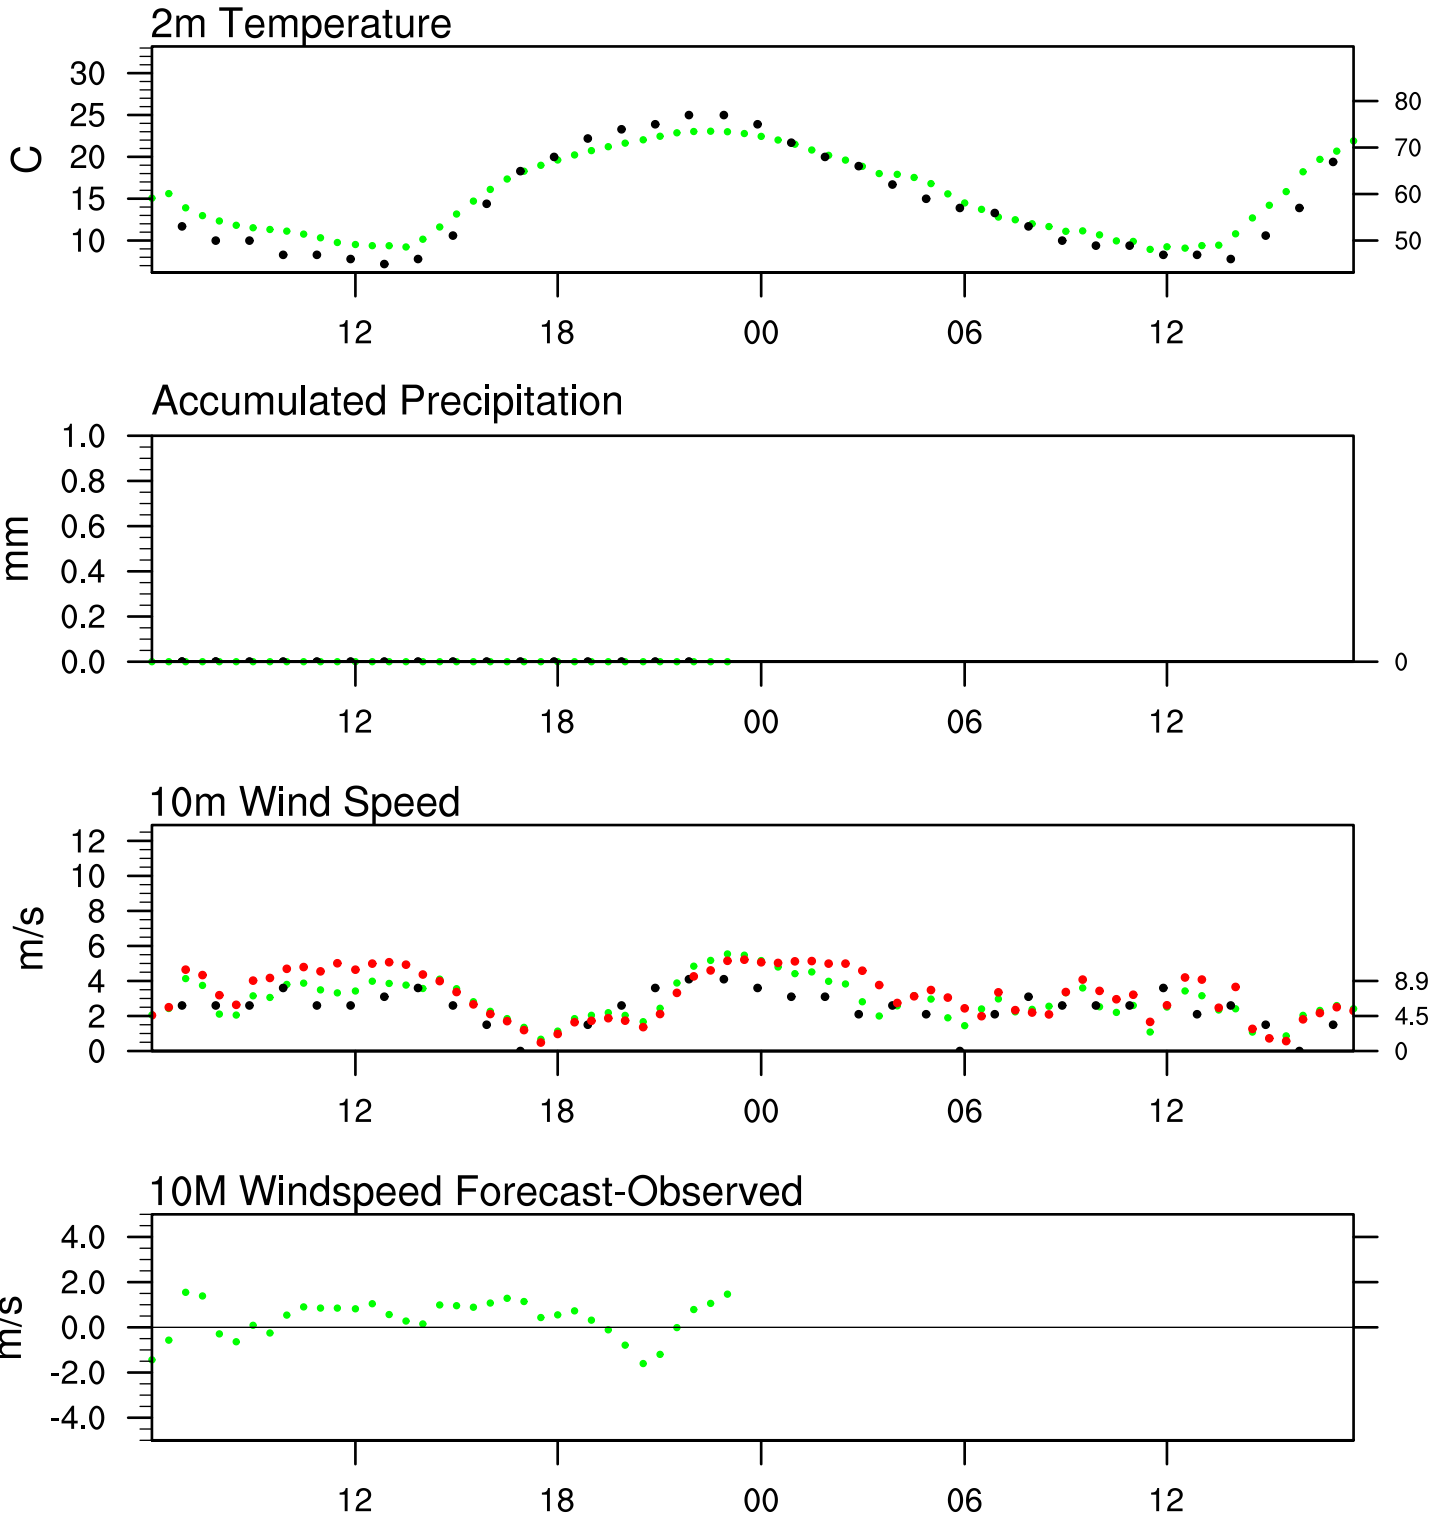 2m Temperature
30
25
20
15
10
C
80
70
60
50
12 18 00 06 12
Accumulated Precipitation
1.0
0.8
0.6
0.4
0.2
0.0
mm
0
12 18 00 06 12
10m Wind Speed
12
10
8
6
4
2
0
m/s
8.9
4.5
0
12 18 00 06 12
10M Windspeed Forecast-Observed
4.0
2.0
0.0
-2.0
-4.0
m/s
12 18 00 06 12